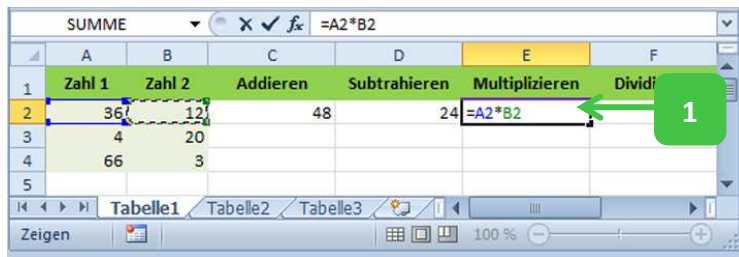 SUMME fx =A2*B2
A B C D E F
1 Zahl 1 Zahl 2 Addieren Subtrahieren Multiplizieren Dividi
2 36 12 48 24 =A2*B2 1
3 4 20
4 66 3
5
Tabelle1 Tabelle2 Tabelle3
Zeigen 100 %